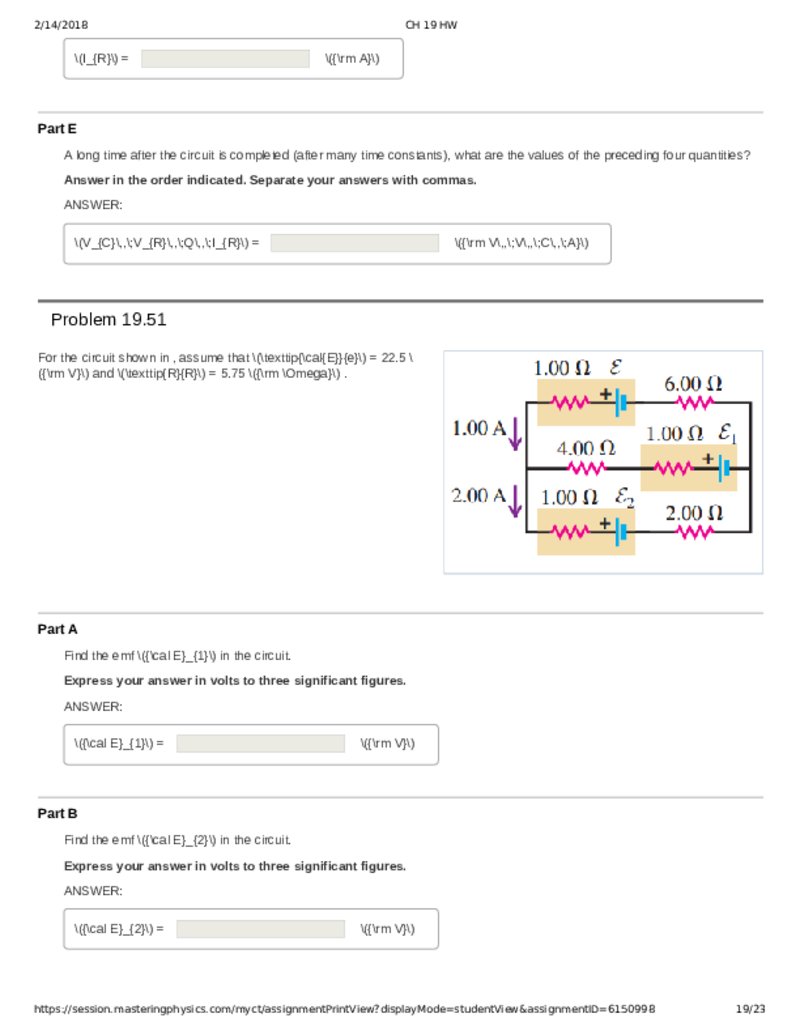 2/14/2018 CH 19 HW
\(I_{R}\) = \({\rm A}\)
Part E
A long time after the circuit is completed (after many time constants), what are the values of the preceding four quantities?
Answer in the order indicated. Separate your answers with commas.
ANSWER:
\(V_{C}\,,\;V_{R}\,,\;Q\,,\;I_{R}\) = \({\rm V\,,\;V\,,\;C\,,\;A}\)
Problem 19.51
For the circuit shown in , assume that \(\texttip{\cal{E}}{e}\) = 22.5 \
({\rm V}\) and \(\texttip{R}{R}\) = 5.75 \({\rm \Omega}\) .
1.00 Ω ℰ
6.00 Ω
1.00 A
1.00 Ω ℰ1
4.00 Ω
2.00 A
1.00 Ω ℰ2
2.00 Ω
+
+
+
Part A
Find the emf \({\cal E}_{1}\) in the circuit.
Express your answer in volts to three significant figures.
ANSWER:
\({\cal E}_{1}\) = \({\rm V}\)
Part B
Find the emf \({\cal E}_{2}\) in the circuit.
Express your answer in volts to three significant figures.
ANSWER:
\({\cal E}_{2}\) = \({\rm V}\)
https://session.masteringphysics.com/myct/assignmentPrintView?displayMode=studentView&assignmentID=6150998 19/23